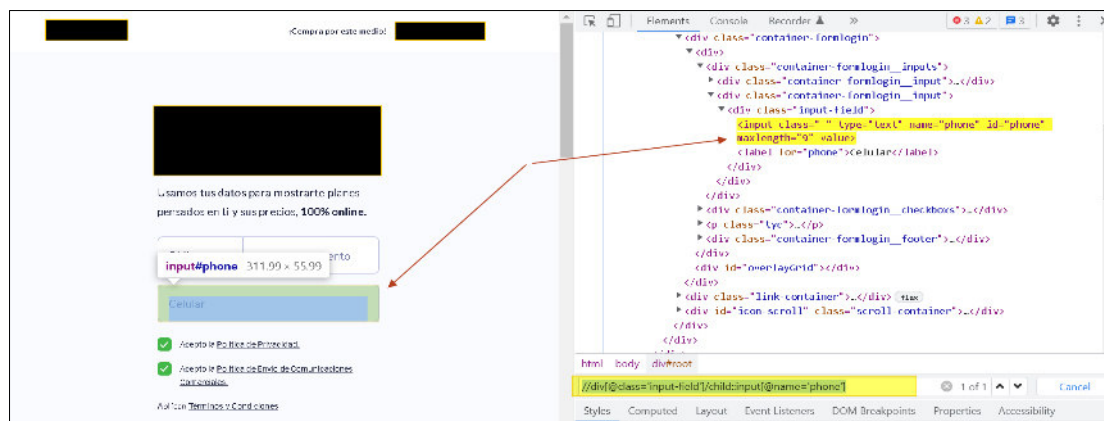 ¡Compra por este medio!
Usamos tus datos para mostrarte planes
pensados en ti y sus precios, 100% online.
ento
input#phone 311.99 × 55.99
Celular
Acepto la Política de Privacidad.
Acepto la Política de Envío de Comunicaciones
Comerciales.
Aplican Términos y Condiciones
Elements Console Recorder » 3 2 3
<div class="container-formlogin">
<div>
<div class="container-formlogin__inputs">
<div class="container-formlogin__input">…</div>
<div class="container-formlogin__input">
<div class="input-field">
<input class=" " type="text" name="phone" id="phone"
maxlength="9" value>
<label for="phone">Celular</label>
</div>
</div>
</div>
<div class="container-formlogin__checkboxs">…</div>
<p class="tyc">…</p>
<div class="container-formlogin__footer">…</div>
</div>
<div id="overlayGrid"></div>
</div>
<div class="link-container">…</div> flex
<div id="icon-scroll" class="scroll-container">…</div>
</div>
</div>
html body div#root
//div[@class='input-field']/child::input[@name='phone'] 1 of 1 Cancel
Styles Computed Layout Event Listeners DOM Breakpoints Properties Accessibility